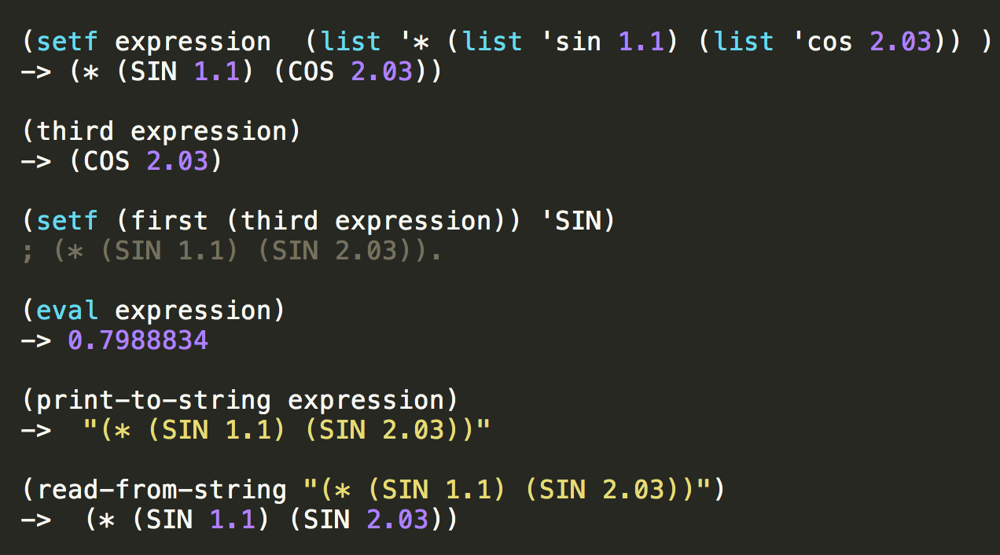 (setf expression  (list '* (list 'sin 1.1) (list 'cos 2.03)) )
-> (* (SIN 1.1) (COS 2.03))
(third expression)
-> (COS 2.03)
(setf (first (third expression)) 'SIN)
; (* (SIN 1.1) (SIN 2.03)).
(eval expression)
-> 0.7988834
(print-to-string expression)
->  "(* (SIN 1.1) (SIN 2.03))"
(read-from-string "(* (SIN 1.1) (SIN 2.03))")
->  (* (SIN 1.1) (SIN 2.03))